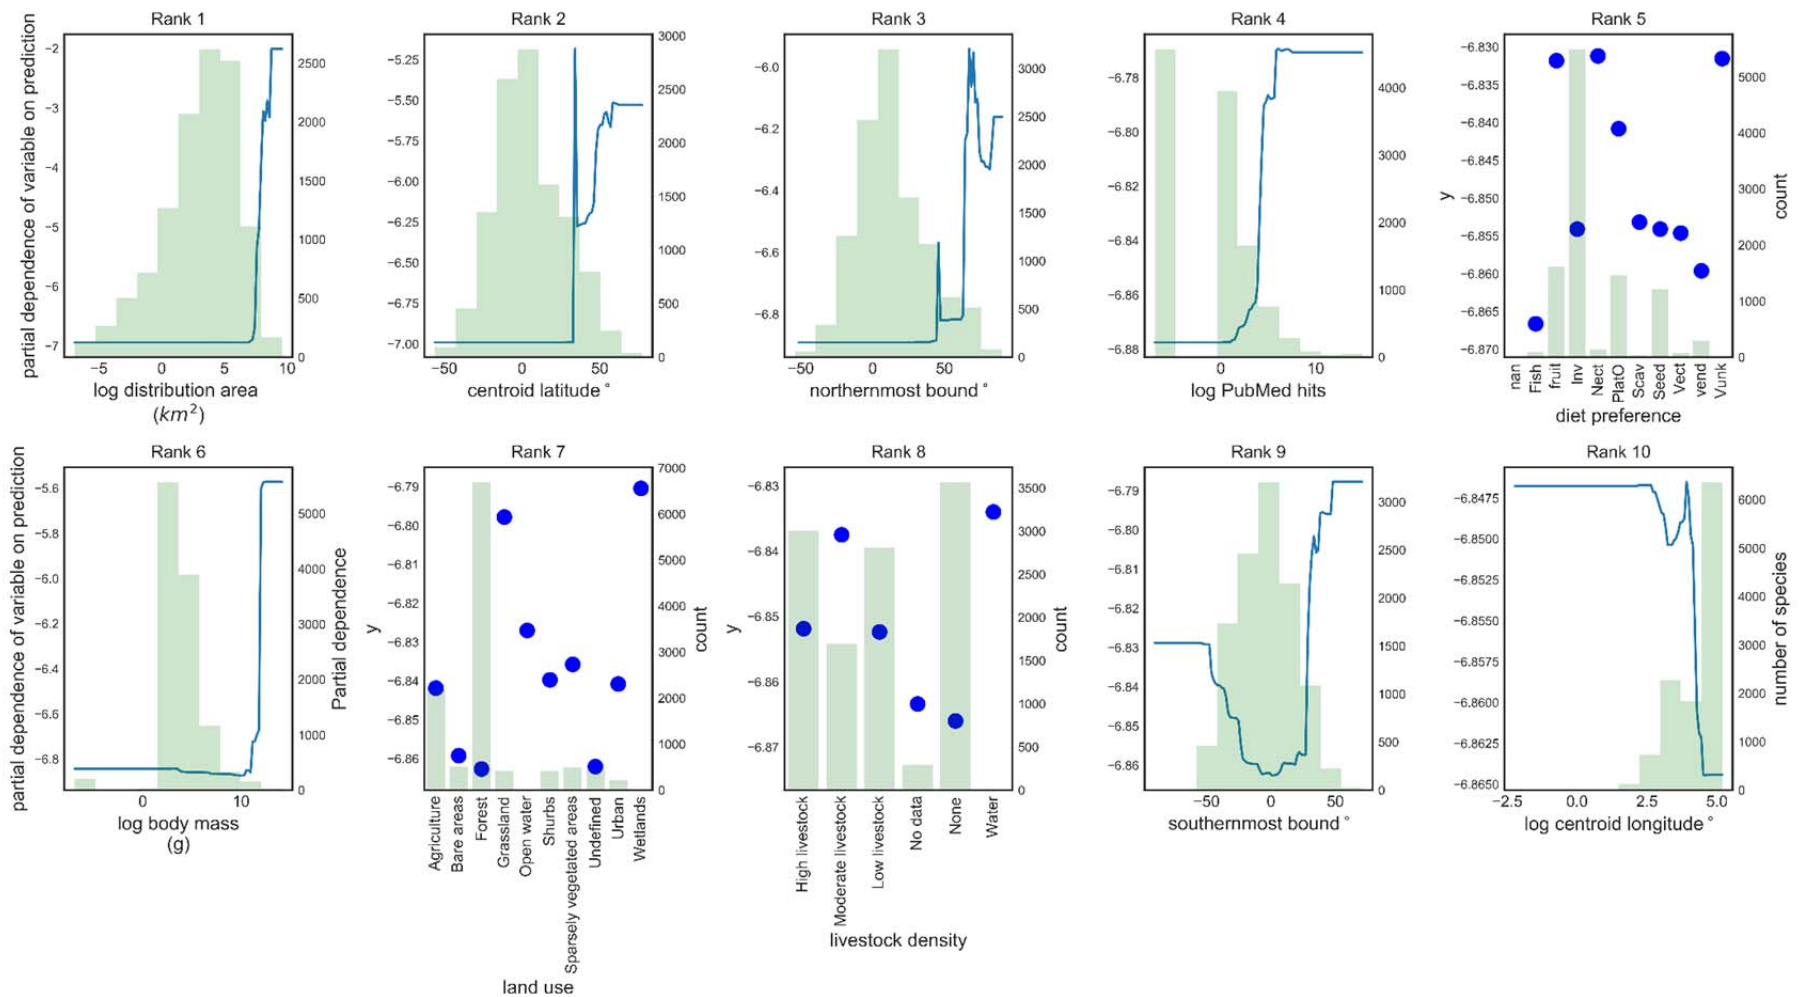 Rank 1
partial dependence of variable on prediction
−2
−3
−4
−5
−6
−7
2500
2000
1500
1000
500
0
−5
0
5
10
log distribution area
(km²)
Rank 2
−5.25
−5.50
−5.75
−6.00
−6.25
−6.50
−6.75
−7.00
3000
2500
2000
1500
1000
500
0
−50
0
50
centroid latitude °
Rank 3
−6.0
−6.2
−6.4
−6.6
−6.8
3000
2500
2000
1500
1000
500
0
−50
0
50
northernmost bound °
Rank 4
−6.78
−6.80
−6.82
−6.84
−6.86
−6.88
4000
3000
2000
1000
0
0
10
log PubMed hits
Rank 5
y
−6.830
−6.835
−6.840
−6.845
−6.850
−6.855
−6.860
−6.865
−6.870
5000
4000
3000
2000
1000
0
count
nan
Fish
fruit
Inv
Nect
PlatO
Scav
Seed
Vect
vend
Vunk
diet preference
Rank 6
partial dependence of variable on prediction
−5.6
−5.8
−6.0
−6.2
−6.4
−6.6
−6.8
5000
4000
3000
2000
1000
0
Partial dependence
0
10
log body mass
(g)
Rank 7
y
−6.79
−6.80
−6.81
−6.82
−6.83
−6.84
−6.85
−6.86
7000
6000
5000
4000
3000
2000
1000
0
count
Agriculture
Bare areas
Forest
Grassland
Open water
Shurbs
Sparsely vegetated areas
Undefined
Urban
Wetlands
land use
Rank 8
y
−6.83
−6.84
−6.85
−6.86
−6.87
3500
3000
2500
2000
1500
1000
500
0
count
High livestock
Moderate livestock
Low livestock
No data
None
Water
livestock density
Rank 9
−6.79
−6.80
−6.81
−6.82
−6.83
−6.84
−6.85
−6.86
3000
2500
2000
1500
1000
500
0
−50
0
50
southernmost bound °
Rank 10
−6.8475
−6.8500
−6.8525
−6.8550
−6.8575
−6.8600
−6.8625
−6.8650
6000
5000
4000
3000
2000
1000
0
number of species
−2.5
0.0
2.5
5.0
log centroid longitude °